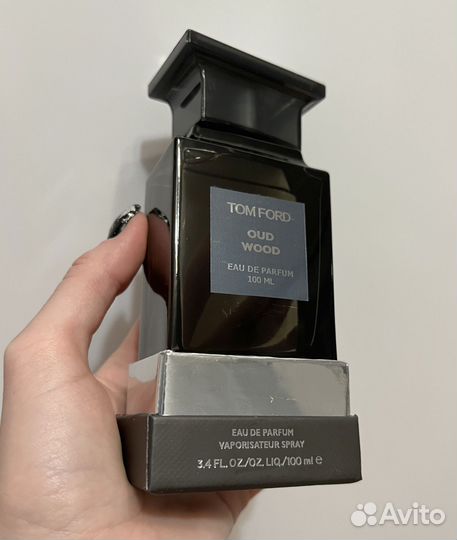 TOM FORD
OUD
WOOD
EAU DE PARFUM
100 ML
EAU DE PARFUM
VAPORISATEUR SPRAY
3.4 FL. OZ./OZ. LIQ./100 ml e
Avito